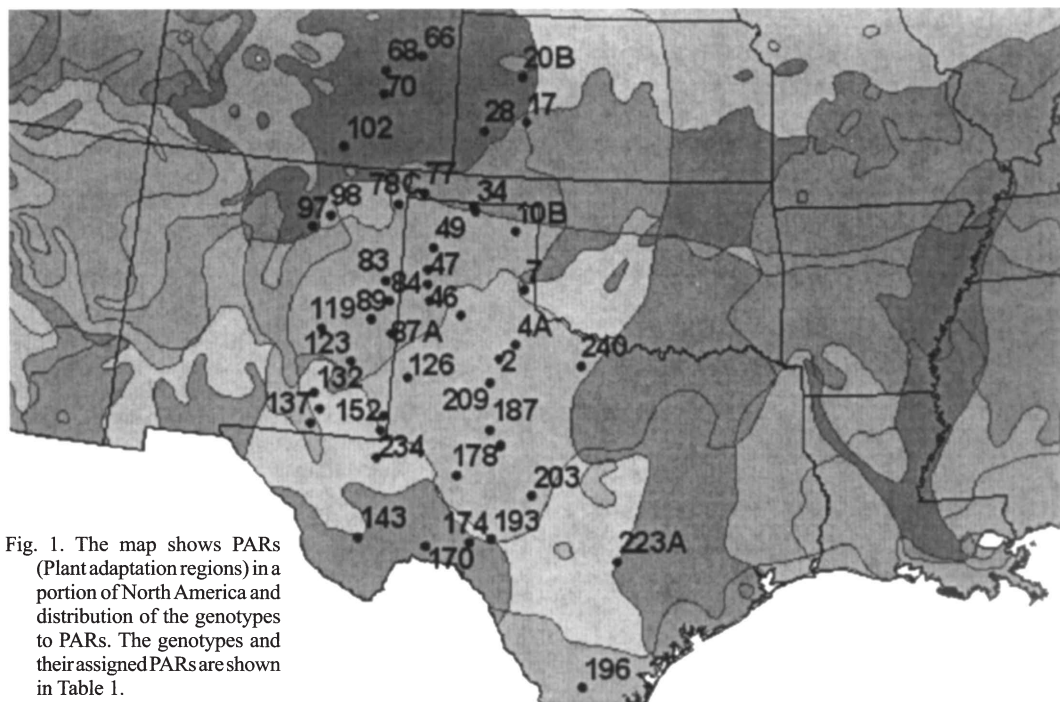 66
68
20B
70
17
28
102
77
78C
34
98
97
10B
49
83
47
84
7
89
46
119
87A
4A
123
2
240
126
132
209
137
152
187
234
178
203
143
174
193
170
223A
196
Fig. 1. The map shows PARs
(Plant adaptation regions) in a
portion of North America and
distribution of the genotypes
to PARs. The genotypes and
their assigned PARs are shown
in Table 1.